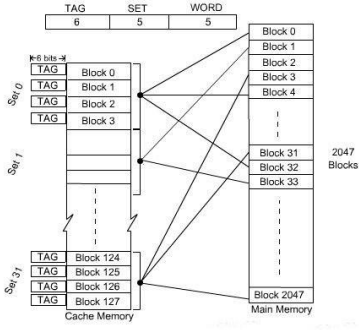 TAG SET WORD
6 5 5
6 bits
Set 0
TAG Block 0
TAG Block 1
TAG Block 2
TAG Block 3
Set 1
Set 31
TAG Block 124
TAG Block 125
TAG Block 126
TAG Block 127
Cache Memory
Block 0
Block 1
Block 2
Block 3
Block 4
Block 31
Block 32
Block 33
Block 2047
Main Memory
2047
Blocks